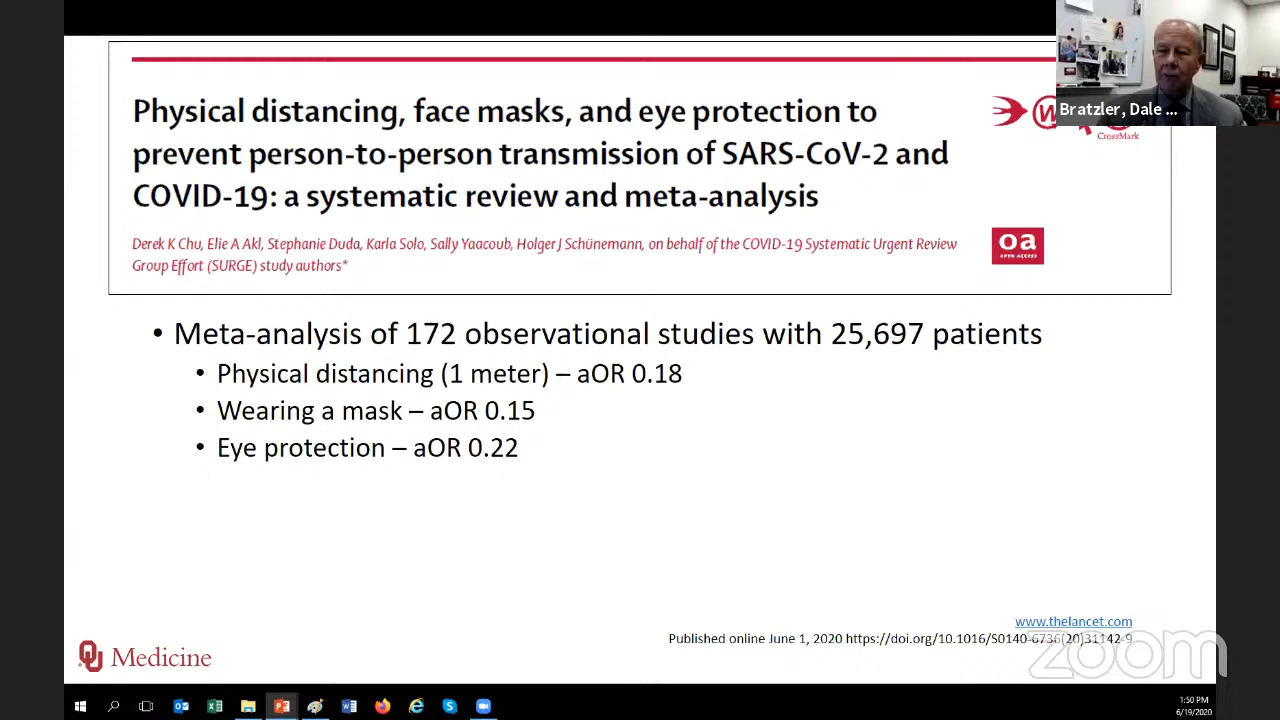 Physical distancing, face masks, and eye protection to
prevent person-to-person transmission of SARS-CoV-2 and
COVID-19: a systematic review and meta-analysis
Derek K Chu, Elie A Akl, Stephanie Duda, Karla Solo, Sally Yaacoub, Holger J Schünemann, on behalf of the COVID-19 Systematic Urgent Review
Group Effort (SURGE) study authors*
Bratzler, Dale ...
CrossMark
oa
OPEN ACCESS
• Meta-analysis of 172 observational studies with 25,697 patients
• Physical distancing (1 meter) – aOR 0.18
• Wearing a mask – aOR 0.15
• Eye protection – aOR 0.22
www.thelancet.com
Published online June 1, 2020 https://doi.org/10.1016/S0140-6736(20)31142-9
zoom
OU Medicine
1:50 PM
6/19/2020